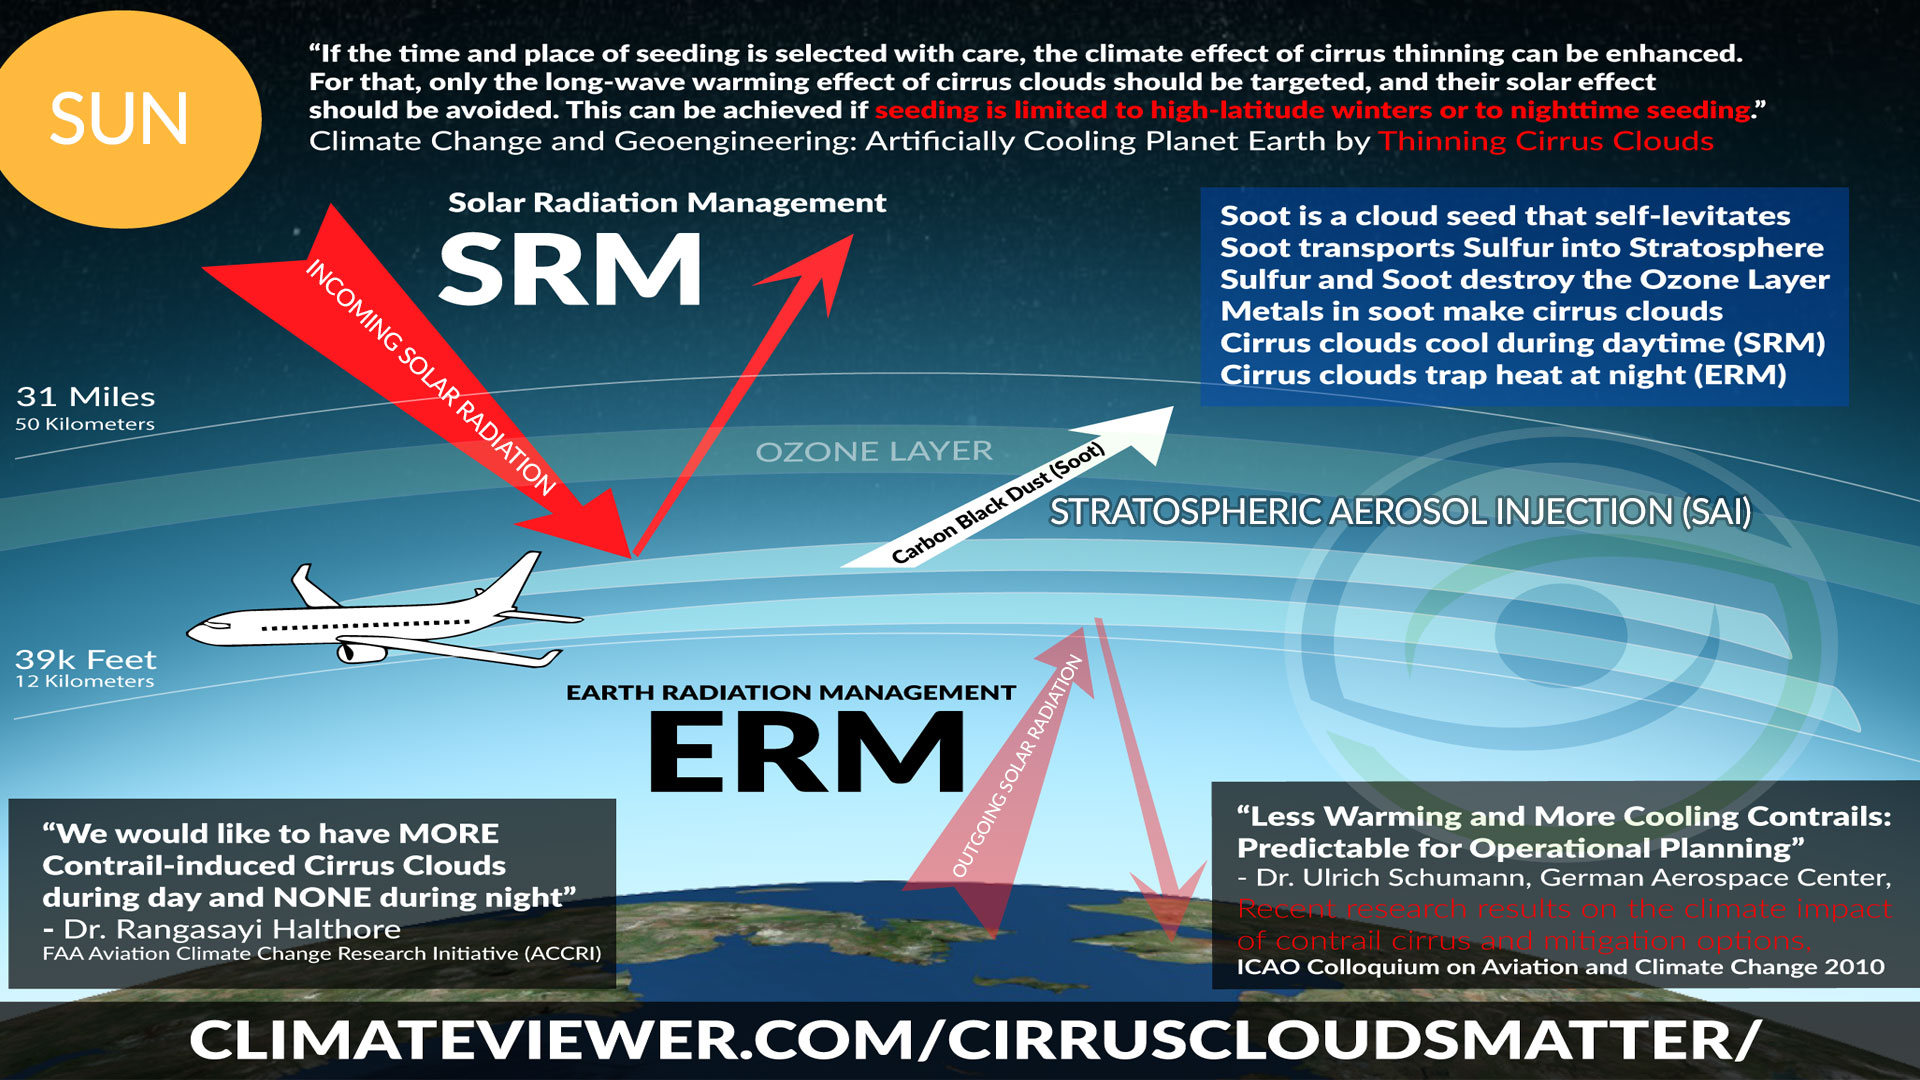 SUN
“If the time and place of seeding is selected with care, the climate effect of cirrus thinning can be enhanced.
For that, only the long-wave warming effect of cirrus clouds should be targeted, and their solar effect
should be avoided. This can be achieved if seeding is limited to high-latitude winters or to nighttime seeding.”
Climate Change and Geoengineering: Artificially Cooling Planet Earth by Thinning Cirrus Clouds
Solar Radiation Management
SRM
INCOMING SOLAR RADIATION
Soot is a cloud seed that self-levitates
Soot transports Sulfur into Stratosphere
Sulfur and Soot destroy the Ozone Layer
Metals in soot make cirrus clouds
Cirrus clouds cool during daytime (SRM)
Cirrus clouds trap heat at night (ERM)
31 Miles
50 Kilometers
OZONE LAYER
Carbon Black Dust (Soot)
STRATOSPHERIC AEROSOL INJECTION (SAI)
39k Feet
12 Kilometers
EARTH RADIATION MANAGEMENT
ERM
OUTGOING SOLAR RADIATION
“We would like to have MORE
Contrail-induced Cirrus Clouds
during day and NONE during night”
- Dr. Rangasayi Halthore
FAA Aviation Climate Change Research Initiative (ACCRI)
“Less Warming and More Cooling Contrails:
Predictable for Operational Planning”
- Dr. Ulrich Schumann, German Aerospace Center,
Recent research results on the climate impact
of contrail cirrus and mitigation options,
ICAO Colloquium on Aviation and Climate Change 2010
CLIMATEVIEWER.COM/CIRRUSCLOUDSMATTER/